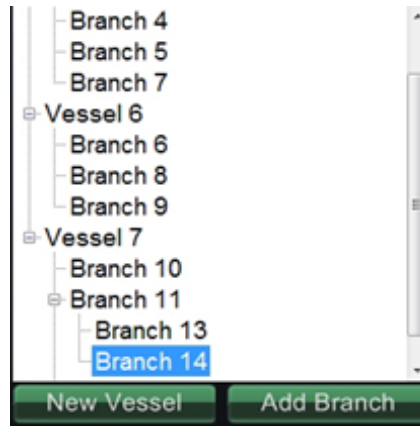 Branch 4
Branch 5
Branch 7
Vessel 6
Branch 6
Branch 8
Branch 9
Vessel 7
Branch 10
Branch 11
Branch 13
Branch 14
New Vessel Add Branch